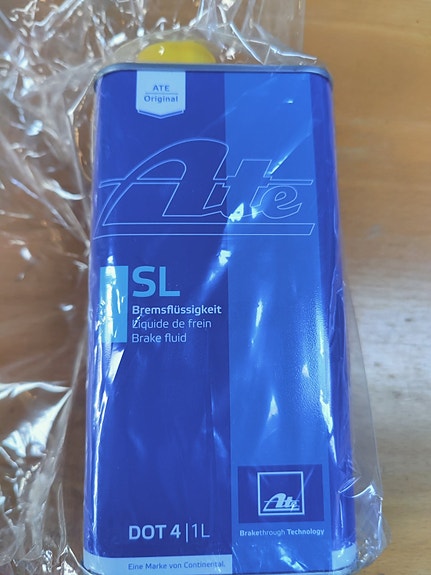 ATE
Original
Ate
SL
Bremsflüssigkeit
Liquide de frein
Brake fluid
Ate
DOT 4 | 1L
Brakethrough Technology
Eine Marke von Continental.